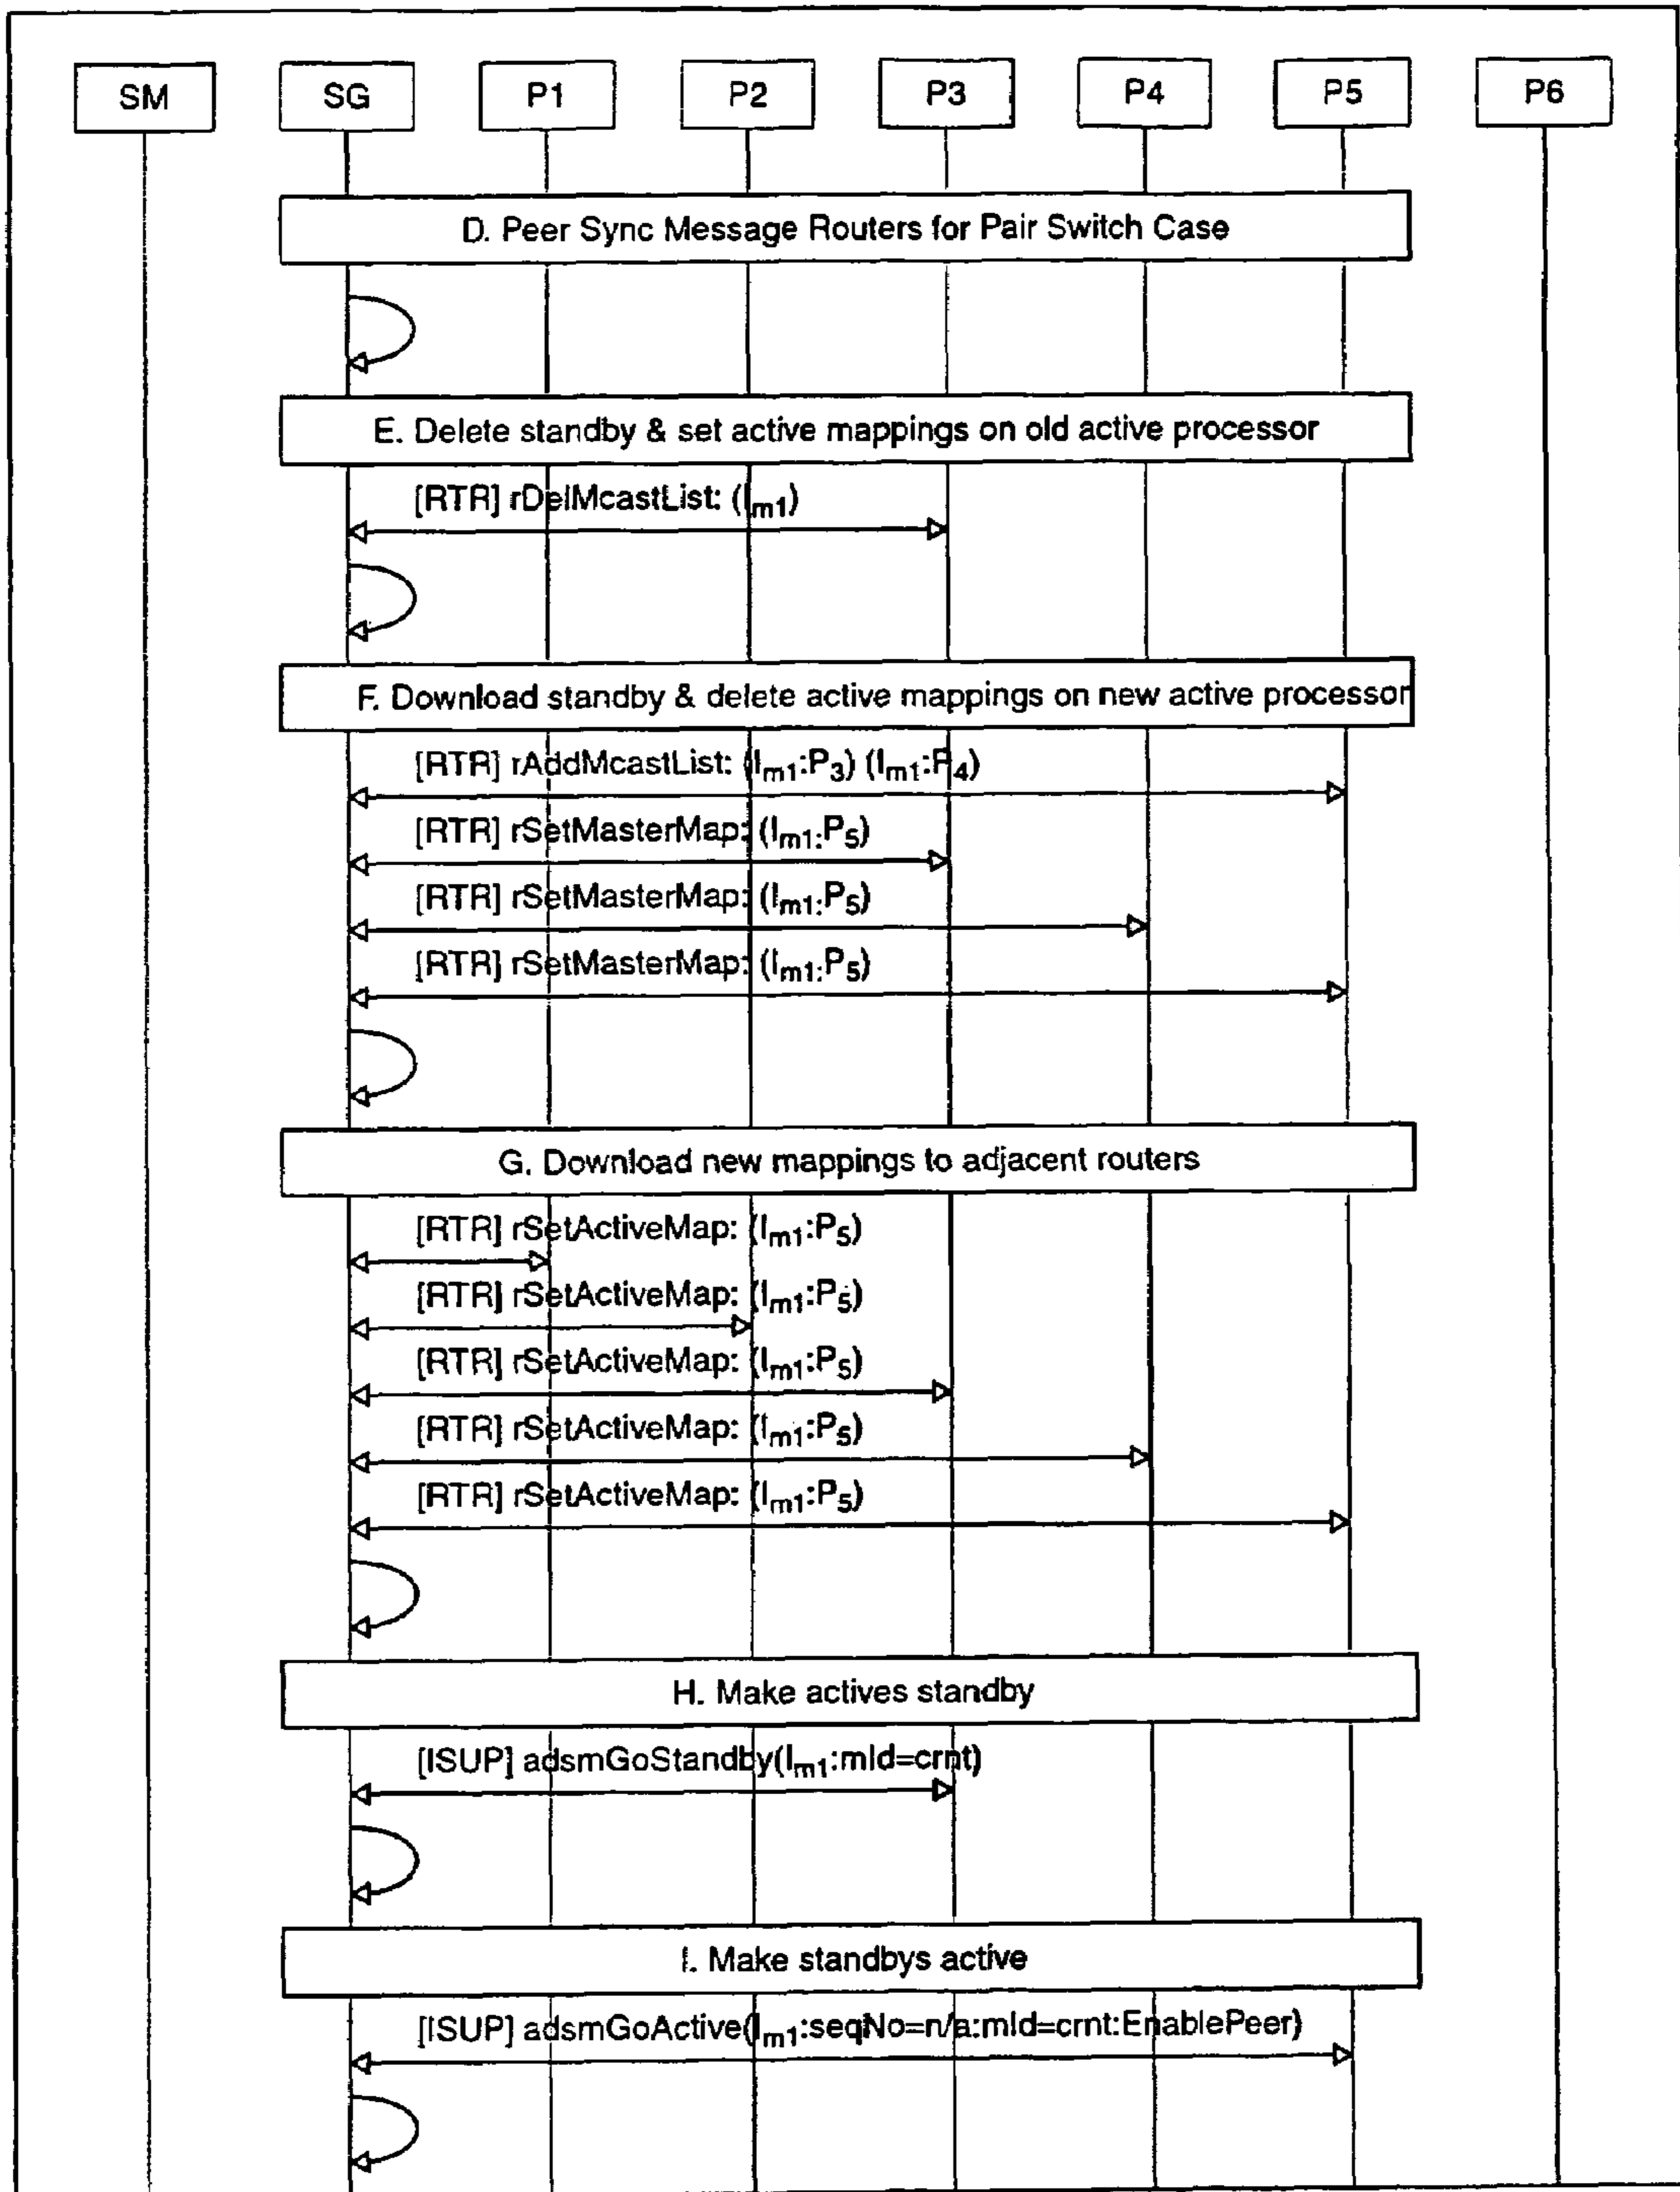 SM SG P1 P2 P3 P4 P5 P6
D. Peer Sync Message Routers for Pair Switch Case
E. Delete standby & set active mappings on old active processor
[RTR] rDelMcastList: (Im1)
F. Download standby & delete active mappings on new active processor
[RTR] rAddMcastList: (Im1:P3) (Im1:P4)
[RTR] rSetMasterMap: (Im1:P5)
[RTR] rSetMasterMap: (Im1:P5)
[RTR] rSetMasterMap: (Im1:P5)
G. Download new mappings to adjacent routers
[RTR] rSetActiveMap: (Im1:P5)
[RTR] rSetActiveMap: (Im1:P5)
[RTR] rSetActiveMap: (Im1:P5)
[RTR] rSetActiveMap: (Im1:P5)
[RTR] rSetActiveMap: (Im1:P5)
H. Make actives standby
[ISUP] adsmGoStandby(Im1:mId=crnt)
I. Make standbys active
[ISUP] adsmGoActive(Im1:seqNo=n/a:mId=crnt:EnablePeer)